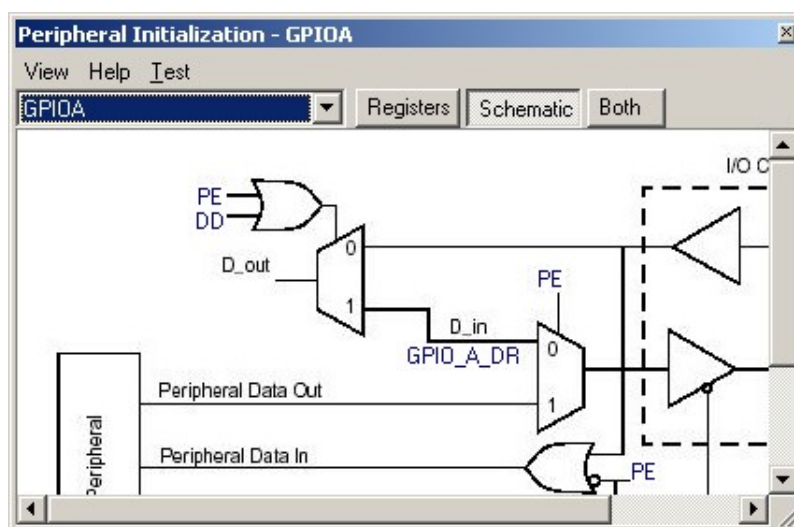 Peripheral Initialization - GPIOA
View Help Test
GPIOA Registers Schematic Both
I/O C
PE
DD
0
D_out
1
PE
D_in
GPIO_A_DR
0
Peripheral Data Out
1
Peripheral
Peripheral Data In
PE